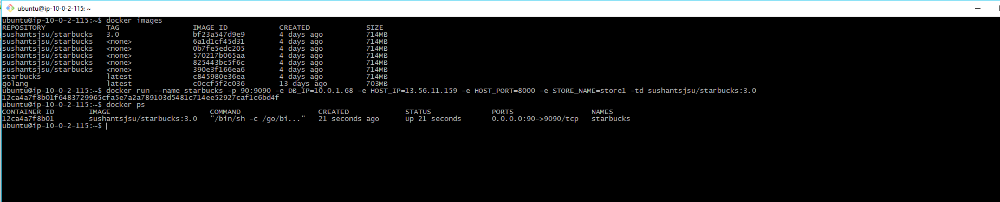 ubuntu@ip-10-0-2-115: ~
ubuntu@ip-10-0-2-115:~$ docker images
REPOSITORY TAG IMAGE ID CREATED SIZE
sushantsjsu/starbucks 3.0 bf23a547d9e9 4 days ago 714MB
sushantsjsu/starbucks <none> 6a1d1cf45d31 4 days ago 714MB
sushantsjsu/starbucks <none> 0b7fe5edc205 4 days ago 714MB
sushantsjsu/starbucks <none> 570217b065aa 4 days ago 714MB
sushantsjsu/starbucks <none> 825443bc5f6c 4 days ago 714MB
sushantsjsu/starbucks <none> 390e3f166ea6 4 days ago 714MB
starbucks latest c845980e36ea 4 days ago 714MB
golang latest c0ccf5f2c036 13 days ago 703MB
ubuntu@ip-10-0-2-115:~$ docker run --name starbucks -p 90:9090 -e DB_IP=10.0.1.68 -e HOST_IP=13.56.11.159 -e HOST_PORT=8000 -e STORE_NAME=store1 -td sushantsjsu/starbucks:3.0
12ca4a7f8b01f6483729965cfa5e7a2a789103d5481c714ee52927caf1c6bd4f
ubuntu@ip-10-0-2-115:~$ docker ps
CONTAINER ID IMAGE COMMAND CREATED STATUS PORTS NAMES
12ca4a7f8b01 sushantsjsu/starbucks:3.0 "/bin/sh -c /go/bi..." 21 seconds ago Up 21 seconds 0.0.0.0:90->9090/tcp starbucks
ubuntu@ip-10-0-2-115:~$